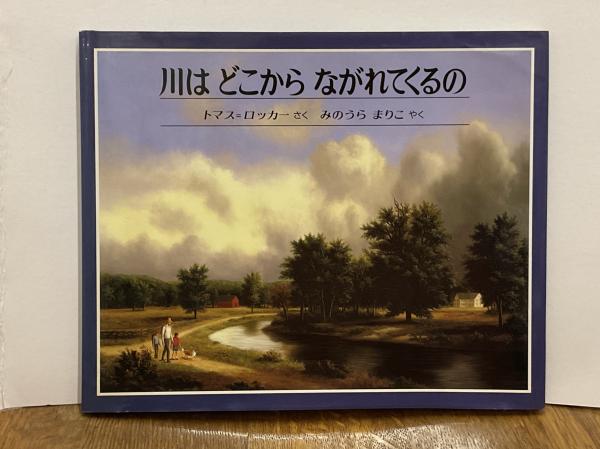 川は どこから ながれてくるの
トマス=ロッカー さく みのうら まりこ やく